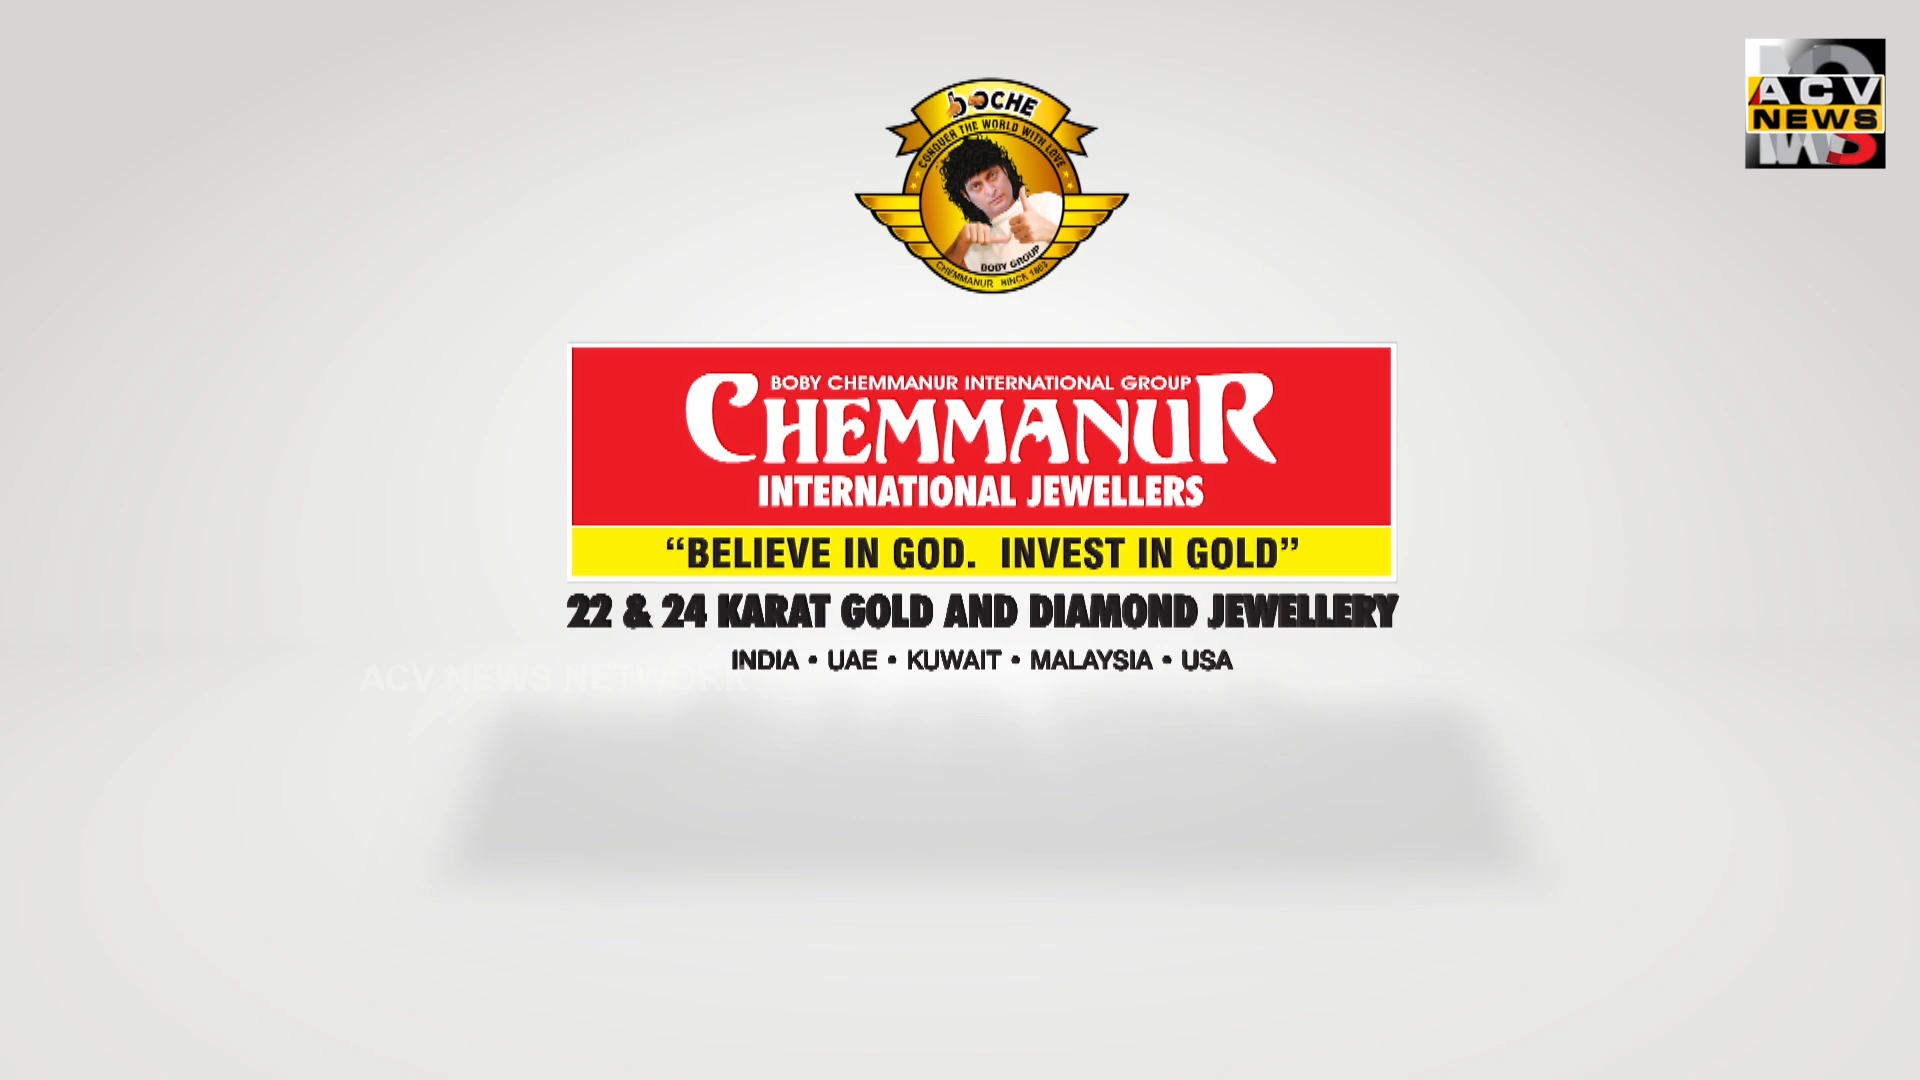 BOCHE
CONQUER THE WORLD WITH LOVE
BOBY GROUP
CHEMMANUR SINCE 1863
ACV
NEWS
BOBY CHEMMANUR INTERNATIONAL GROUP
CHEMMANUR
INTERNATIONAL JEWELLERS
“BELIEVE IN GOD. INVEST IN GOLD”
22 & 24 KARAT GOLD AND DIAMOND JEWELLERY
INDIA • UAE • KUWAIT • MALAYSIA • USA
ACV NEWS NETWORK